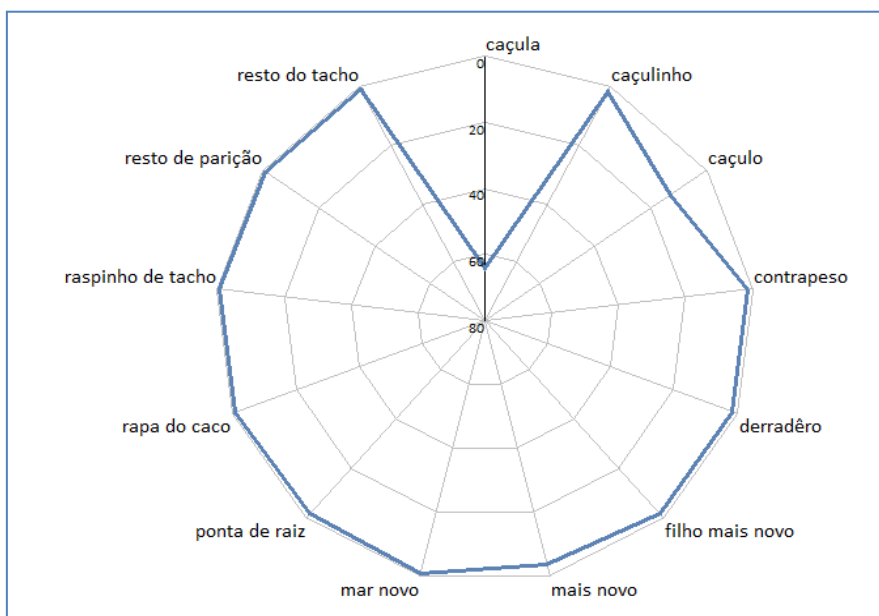 caçula
caçulinho
caçulo
contrapeso
derradêro
filho mais novo
mais novo
mar novo
ponta de raiz
rapa do caco
raspinho de tacho
resto de parição
resto do tacho
0
20
40
60
80